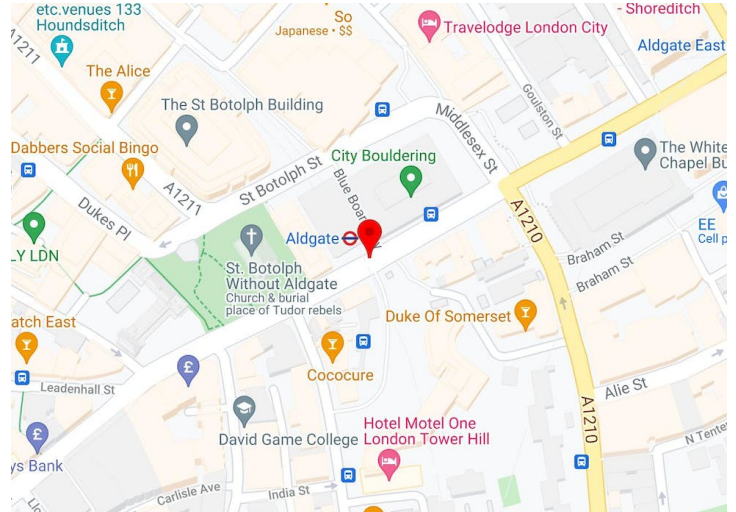 etc.venues 133
Houndsditch
So
Japanese • $$
Travelodge London City
- Shoreditch
Aldgate East
A1211
The Alice
The St Botolph Building
Goulston St
Middlesex St
Dabbers Social Bingo
City Bouldering
The White
Chapel Bu
A1211
St Botolph St
Blue Boar
Dukes Pl
A1210
EE
Cell p
LY LDN
Aldgate
Braham St
Braham St
St. Botolph
Without Aldgate
Church & burial
place of Tudor rebels
Duke Of Somerset
atch East
£
Cococure
Leadenhall St
Alie St
A1210
David Game College
Hotel Motel One
London Tower Hill
£
ys Bank
N Tente
Carlisle Ave
India St